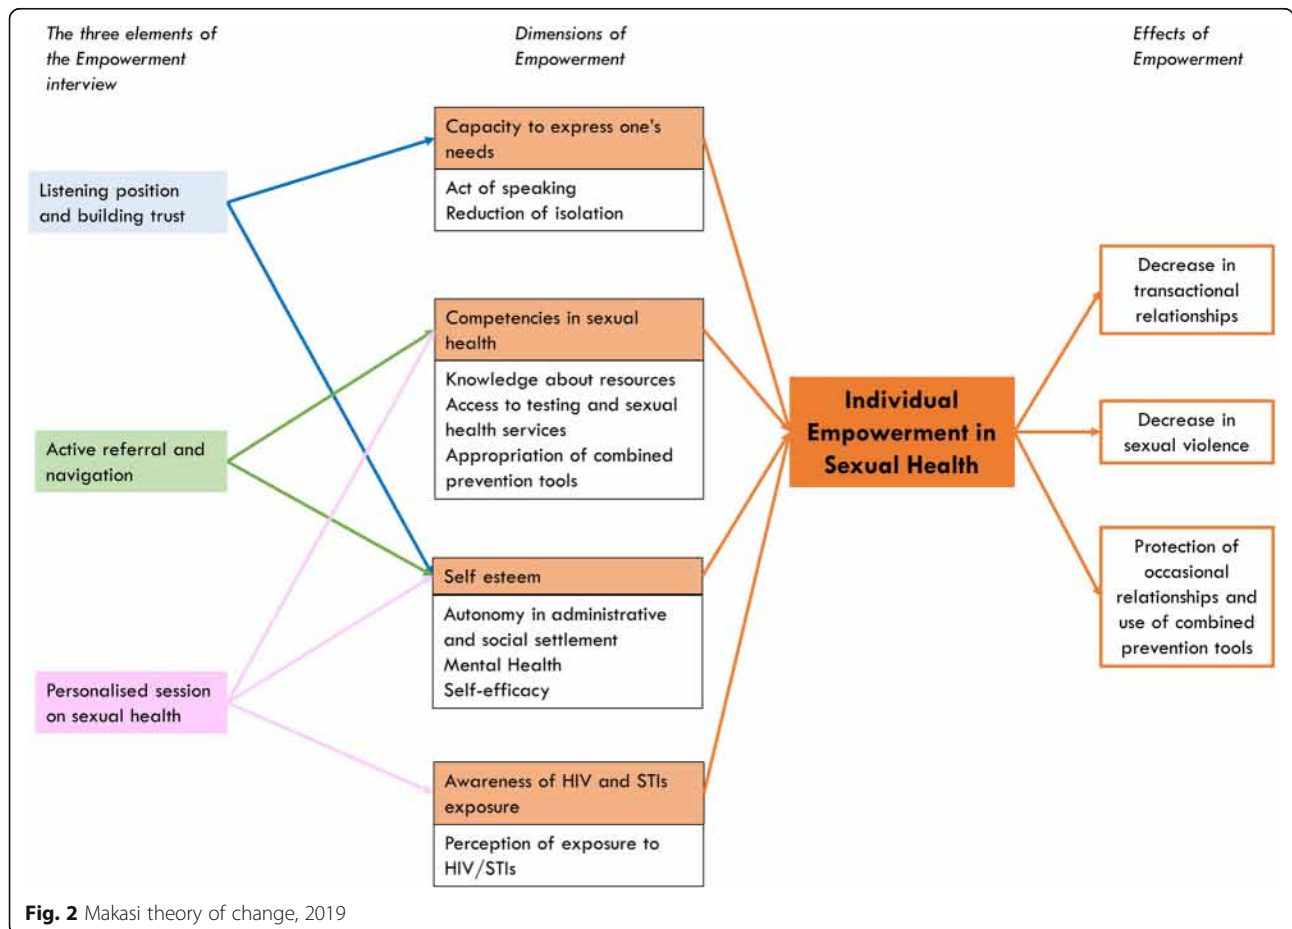 The three elements of
the Empowerment
interview
Dimensions of
Empowerment
Effects of
Empowerment
Listening position
and building trust
Active referral and
navigation
Personalised session
on sexual health
Capacity to express one's
needs
Act of speaking
Reduction of isolation
Competencies in sexual
health
Knowledge about resources
Access to testing and sexual
health services
Appropriation of combined
prevention tools
Self esteem
Autonomy in administrative
and social settlement
Mental Health
Self-efficacy
Awareness of HIV and STIs
exposure
Perception of exposure to
HIV/STIs
Individual
Empowerment in
Sexual Health
Decrease in
transactional
relationships
Decrease in
sexual violence
Protection of
occasional
relationships and
use of combined
prevention tools
Fig. 2 Makasi theory of change, 2019